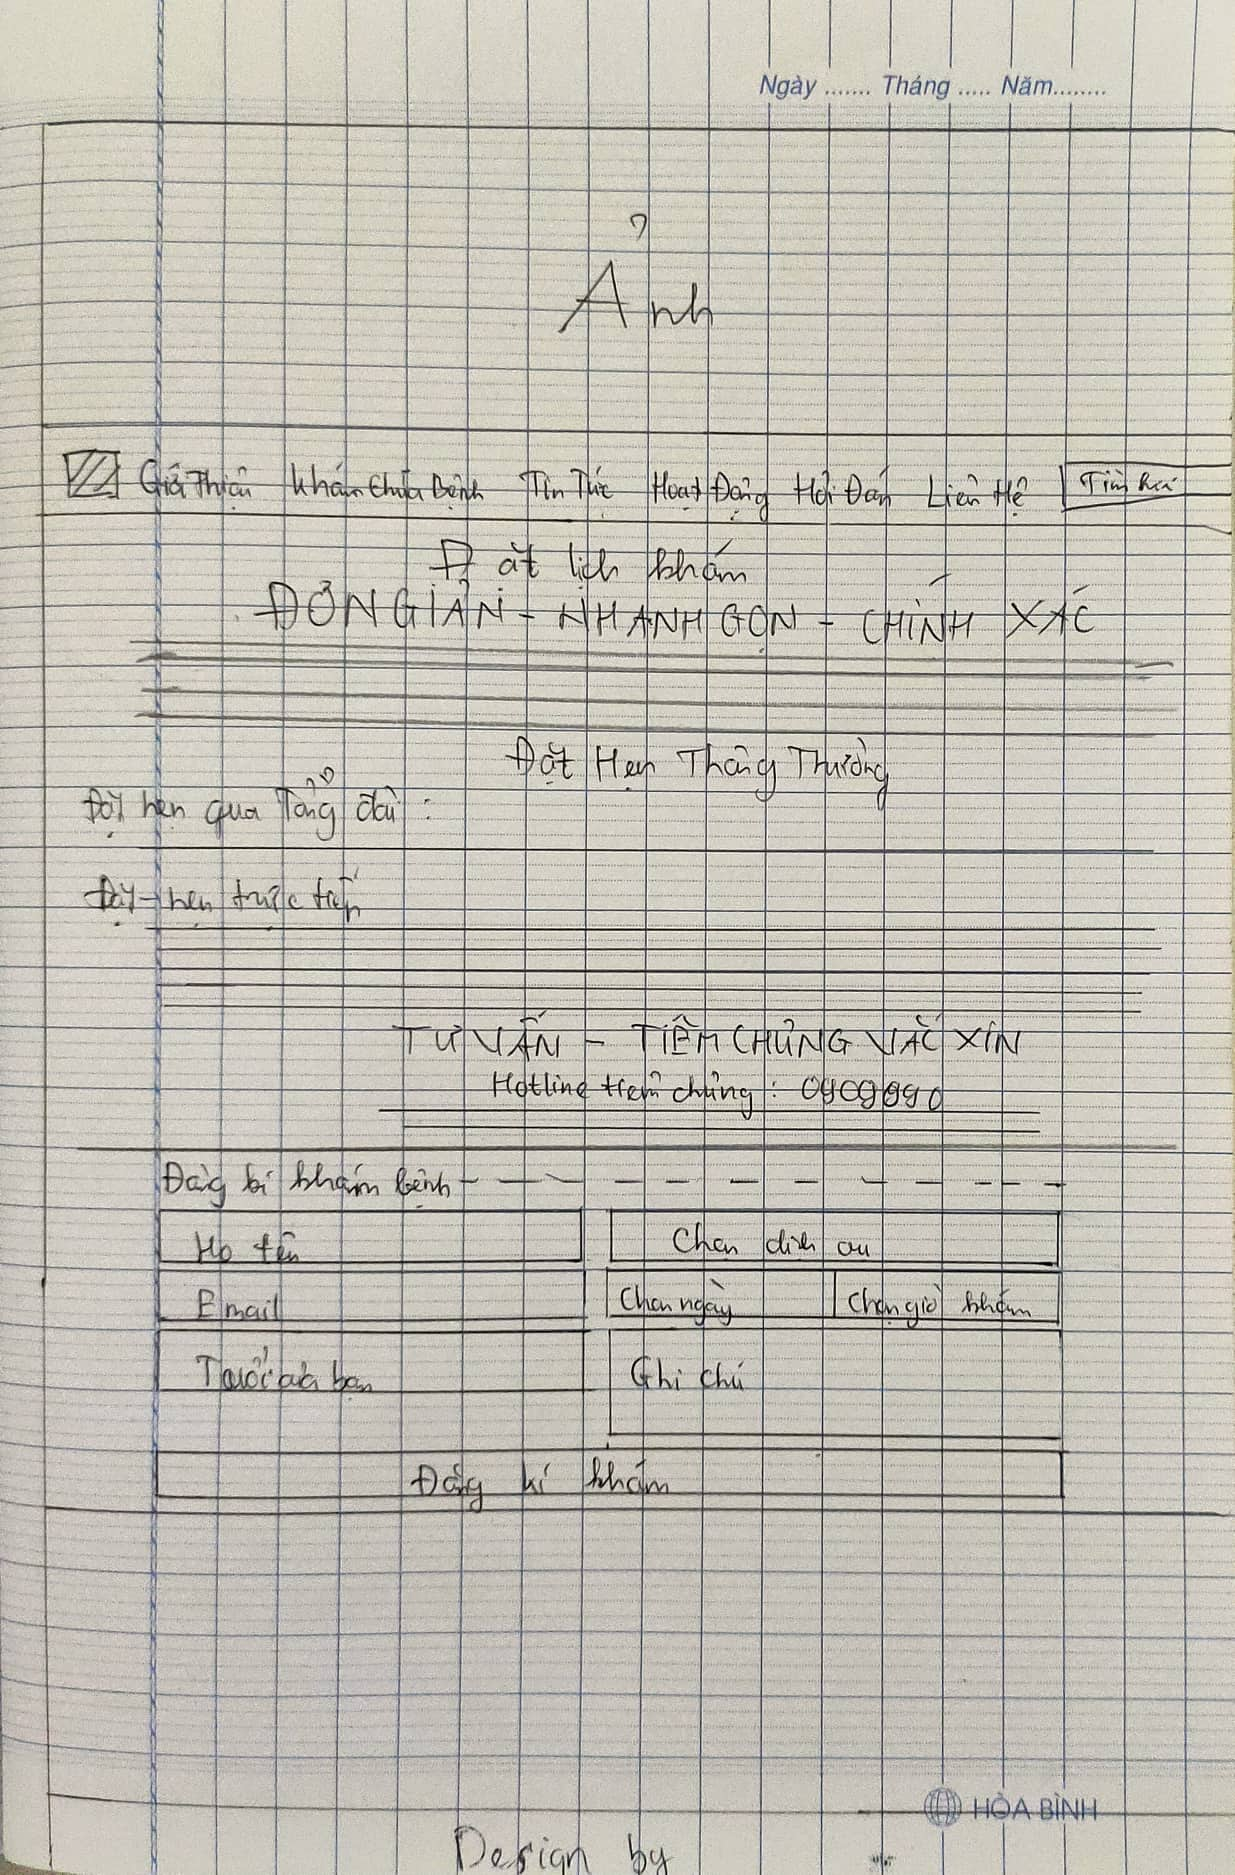 Ngày ....... Tháng ..... Năm........
Ảnh
Giới Thiệu Khám Chữa Bệnh Tin Tức Hoạt Động Hỏi Đáp Liên Hệ
Đặt lịch khám
ĐƠN GIẢN - NHANH GỌN - CHÍNH XÁC
Đặt Hẹn Thông Thường
Đặt hẹn qua Tổng đài :
Đặt hẹn trực tiếp
TƯ VẤN - TIÊM CHỦNG VẮC XIN
Hotline tiêm chủng : 0909090
Đăng kí khám bệnh
Họ tên
Chọn dịch vụ
Email
Chọn ngày
Chọn giờ khám
Tuổi của bạn
Ghi chú
Đăng kí khám
HÒA BÌNH
Design by